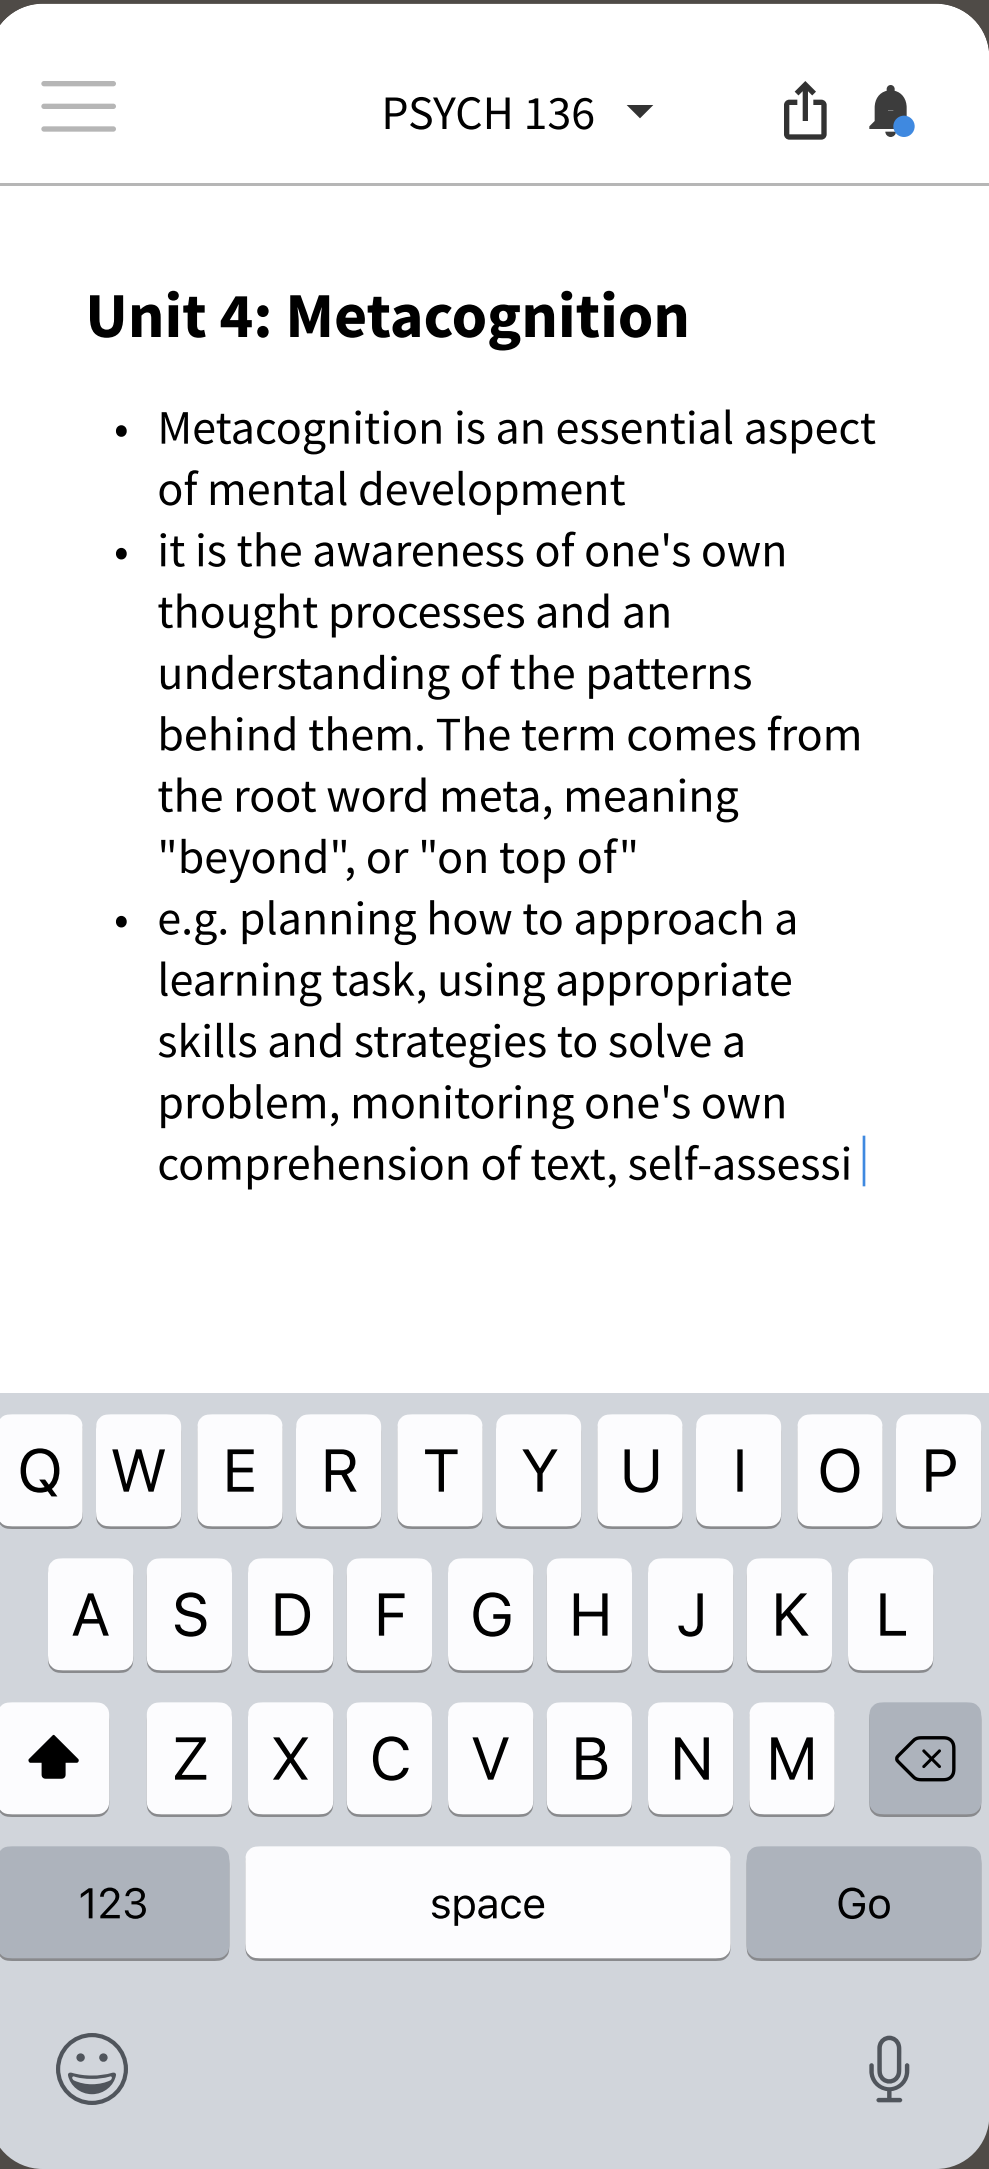 PSYCH 136
Unit 4: Metacognition
• Metacognition is an essential aspect
of mental development
• it is the awareness of one's own
thought processes and an
understanding of the patterns
behind them. The term comes from
the root word meta, meaning
"beyond", or "on top of"
• e.g. planning how to approach a
learning task, using appropriate
skills and strategies to solve a
problem, monitoring one's own
comprehension of text, self-assessi
Q W E R T Y U I O P
A S D F G H J K L
Z X C V B N M
123 space Go